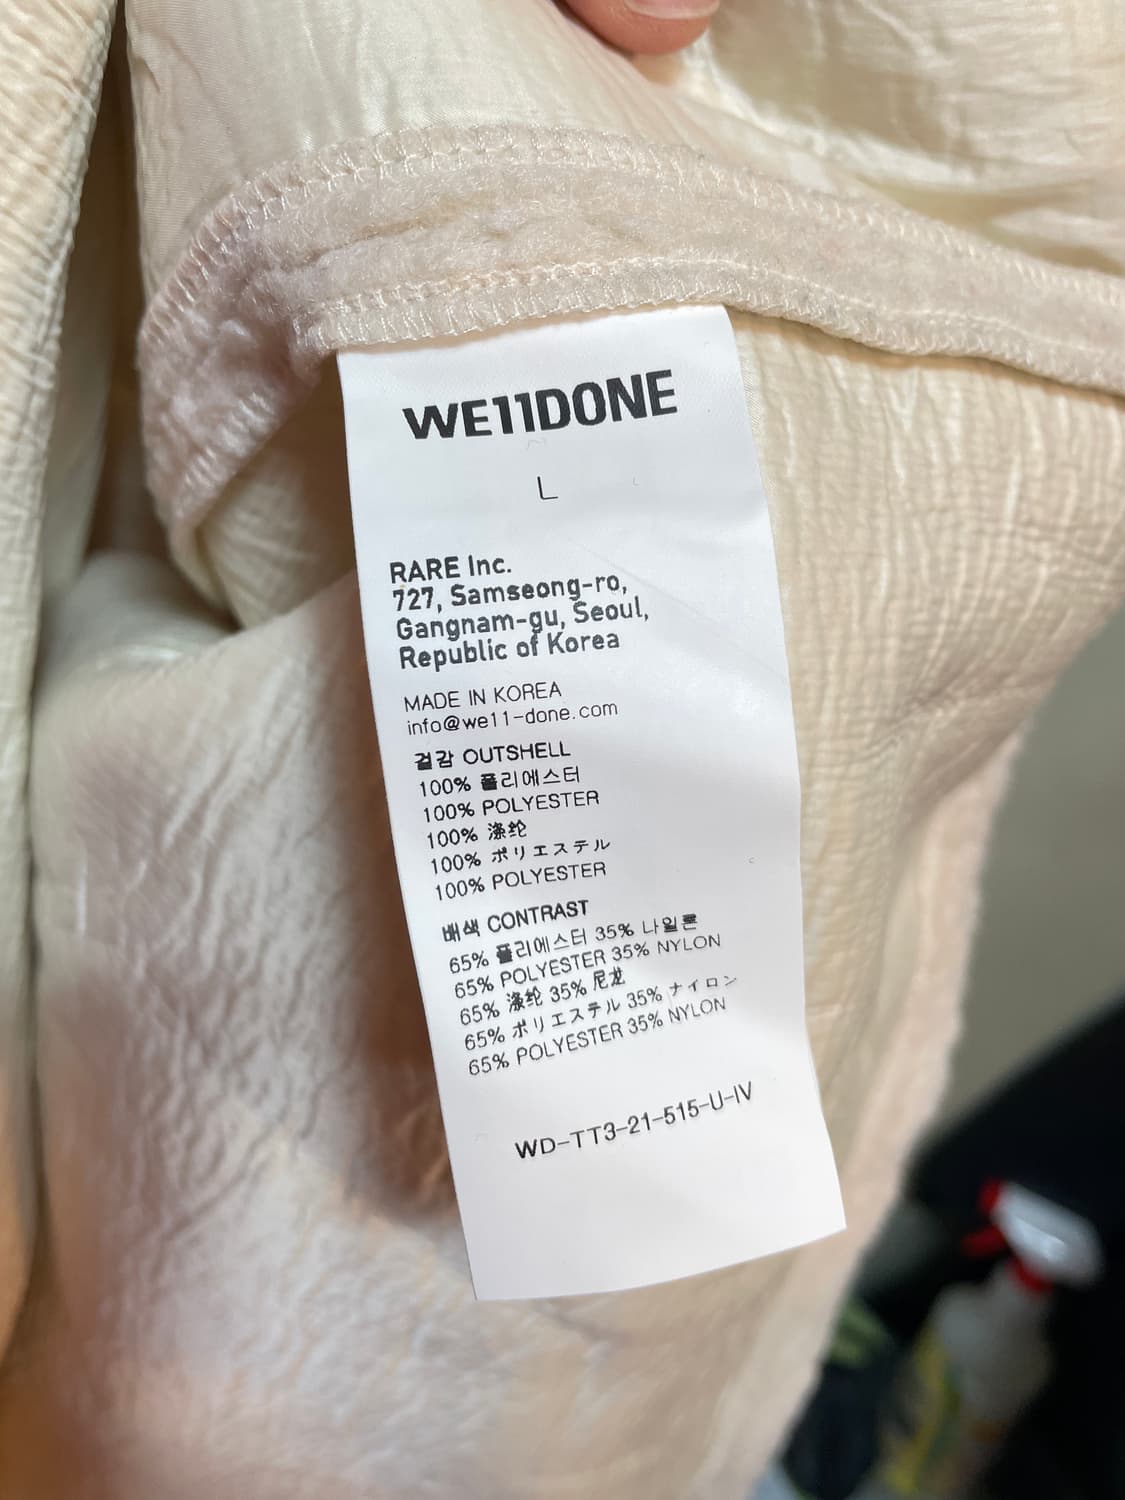 WE11DONE
L
RARE Inc.
727, Samseong-ro,
Gangnam-gu, Seoul,
Republic of Korea
MADE IN KOREA
info@we11-done.com
겉감 OUTSHELL
100% 폴리에스터
100% POLYESTER
100% 涤纶
100% ポリエステル
100% POLYESTER
배색 CONTRAST
65% 폴리에스터 35% 나일론
65% POLYESTER 35% NYLON
65% 涤纶 35% 尼龙
65% ポリエステル 35% ナイロン
65% POLYESTER 35% NYLON
WD-TT3-21-515-U-IV